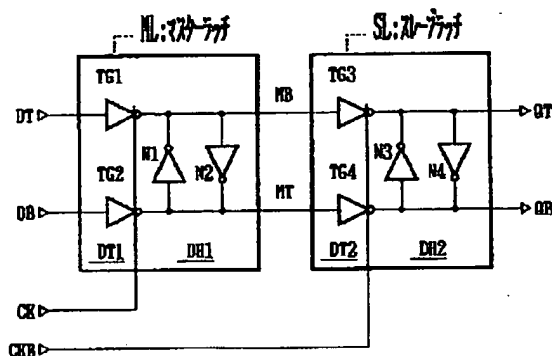 ML:マスターラッチ
SL:スレーブラッチ
TG1
TG3
DT
MB
QT
N1
N3
TG2
N2
TG4
N4
DB
MT
QB
DT1
DH1
DT2
DH2
CK
CKB